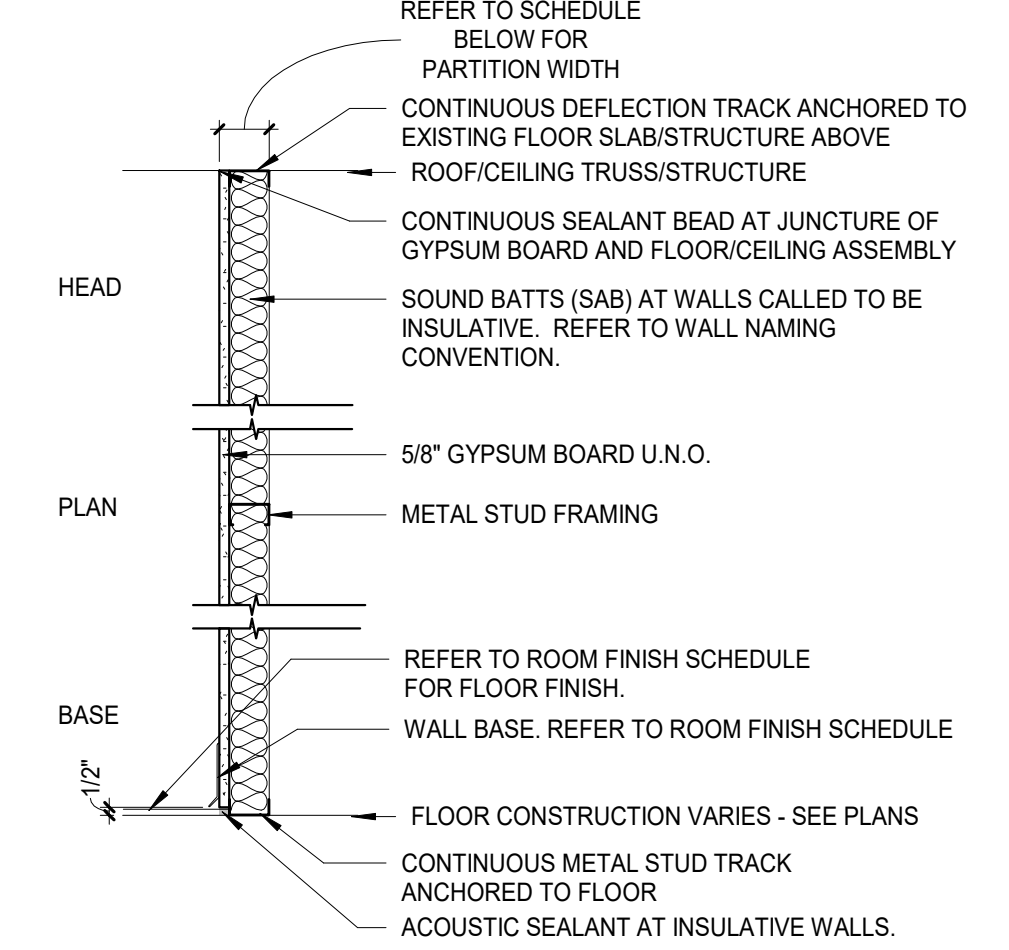 REFER TO SCHEDULE
BELOW FOR
PARTITION WIDTH
CONTINUOUS DEFLECTION TRACK ANCHORED TO
EXISTING FLOOR SLAB/STRUCTURE ABOVE
ROOF/CEILING TRUSS/STRUCTURE
CONTINUOUS SEALANT BEAD AT JUNCTURE OF
GYPSUM BOARD AND FLOOR/CEILING ASSEMBLY
HEAD
SOUND BATTS (SAB) AT WALLS CALLED TO BE
INSULATIVE. REFER TO WALL NAMING
CONVENTION.
5/8" GYPSUM BOARD U.N.O.
PLAN
METAL STUD FRAMING
REFER TO ROOM FINISH SCHEDULE
FOR FLOOR FINISH.
BASE
WALL BASE. REFER TO ROOM FINISH SCHEDULE
1/2"
FLOOR CONSTRUCTION VARIES - SEE PLANS
CONTINUOUS METAL STUD TRACK
ANCHORED TO FLOOR
ACOUSTIC SEALANT AT INSULATIVE WALLS.